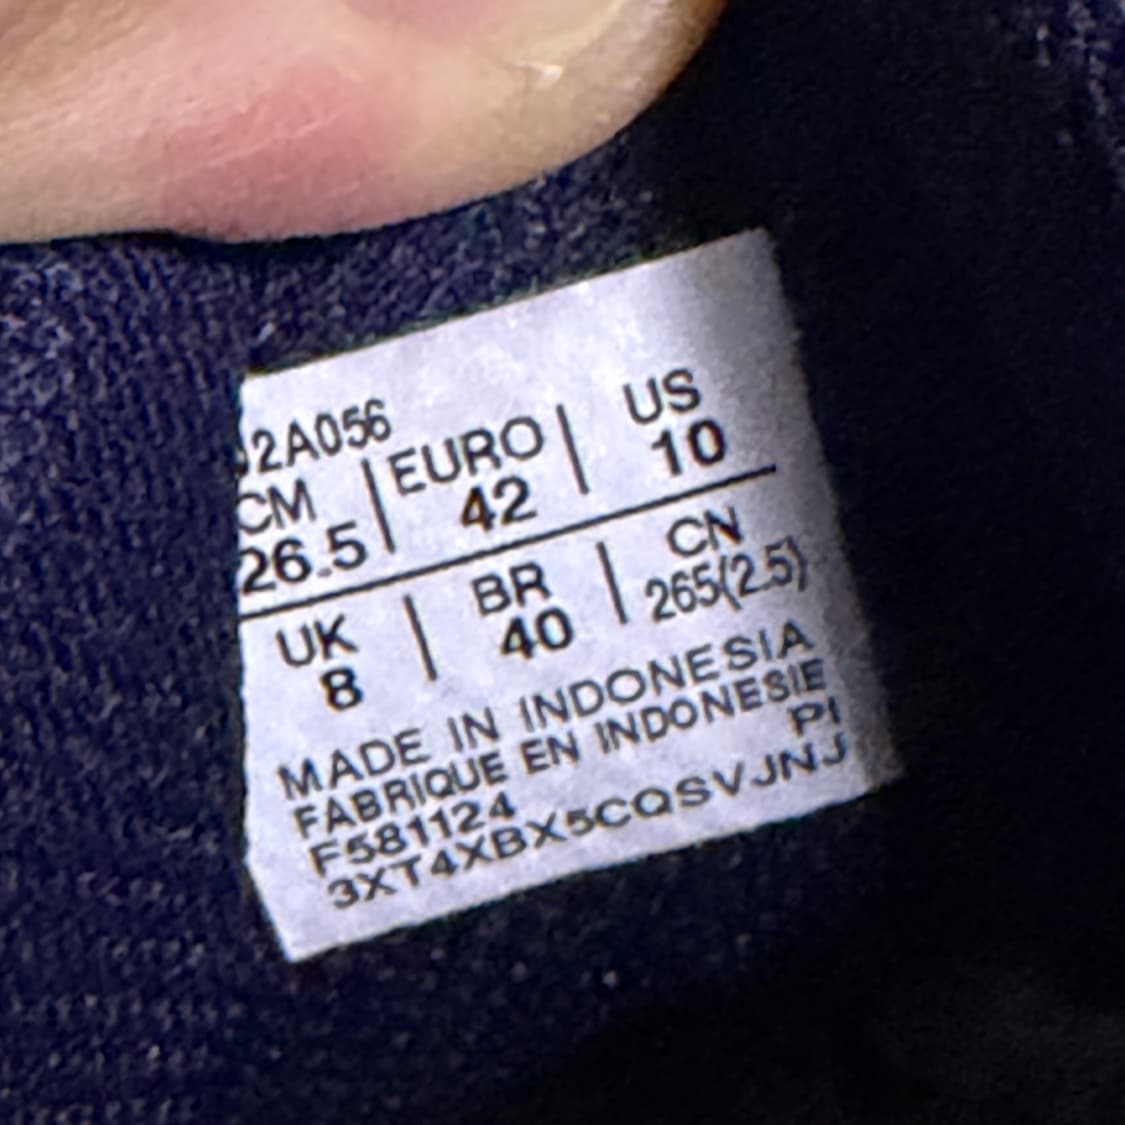 J2A056
CM | EURO | US
26.5 | 42 | 10
UK | BR | CN
8 | 40 | 265(2.5)
MADE IN INDONESIA
FABRIQUE EN INDONESIE
PI
F581124
3XT4XBX5CQSVJNJ